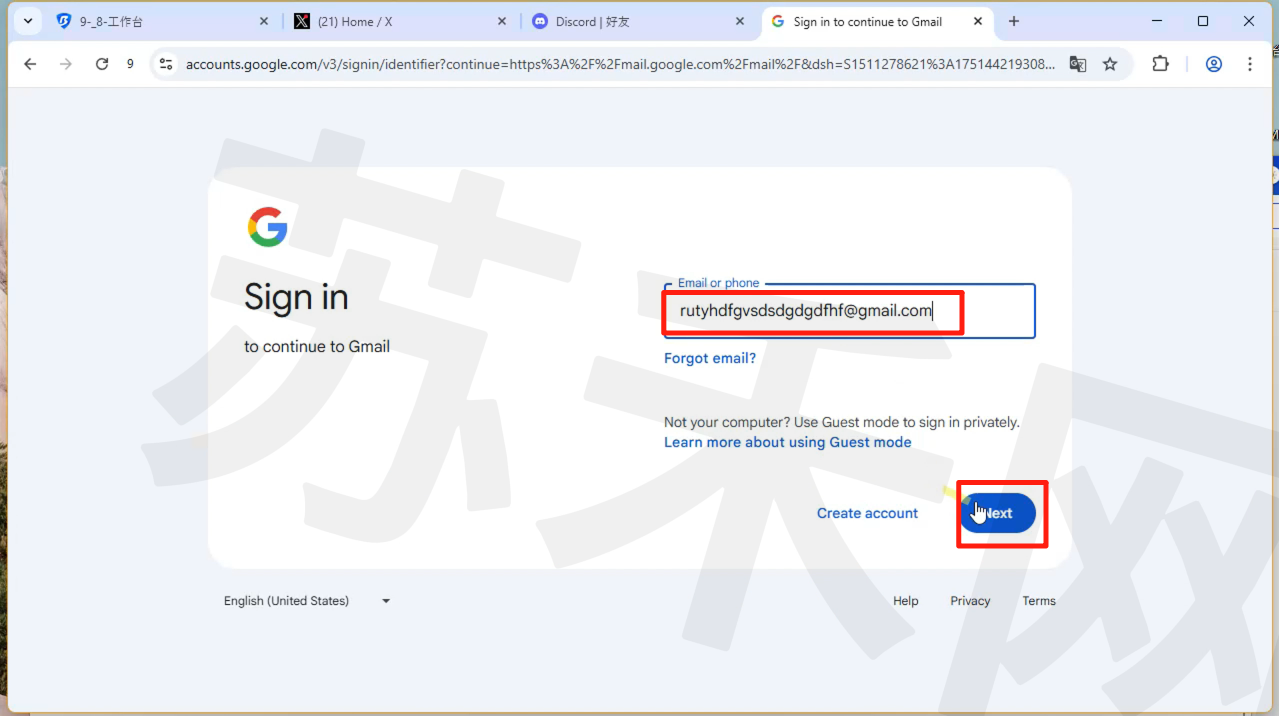 9-_8-工作台
(21) Home / X
Discord | 好友
Sign in to continue to Gmail
9
accounts.google.com/v3/signin/identifier?continue=https%3A%2F%2Fmail.google.com%2Fmail%2F&dsh=S1511278621%3A175144219308...
Sign in
to continue to Gmail
Email or phone
rutyhdfgvsdsdgdgdfhf@gmail.com
Forgot email?
Not your computer? Use Guest mode to sign in privately.
Learn more about using Guest mode
Create account
Next
English (United States)
Help
Privacy
Terms
苏禾网